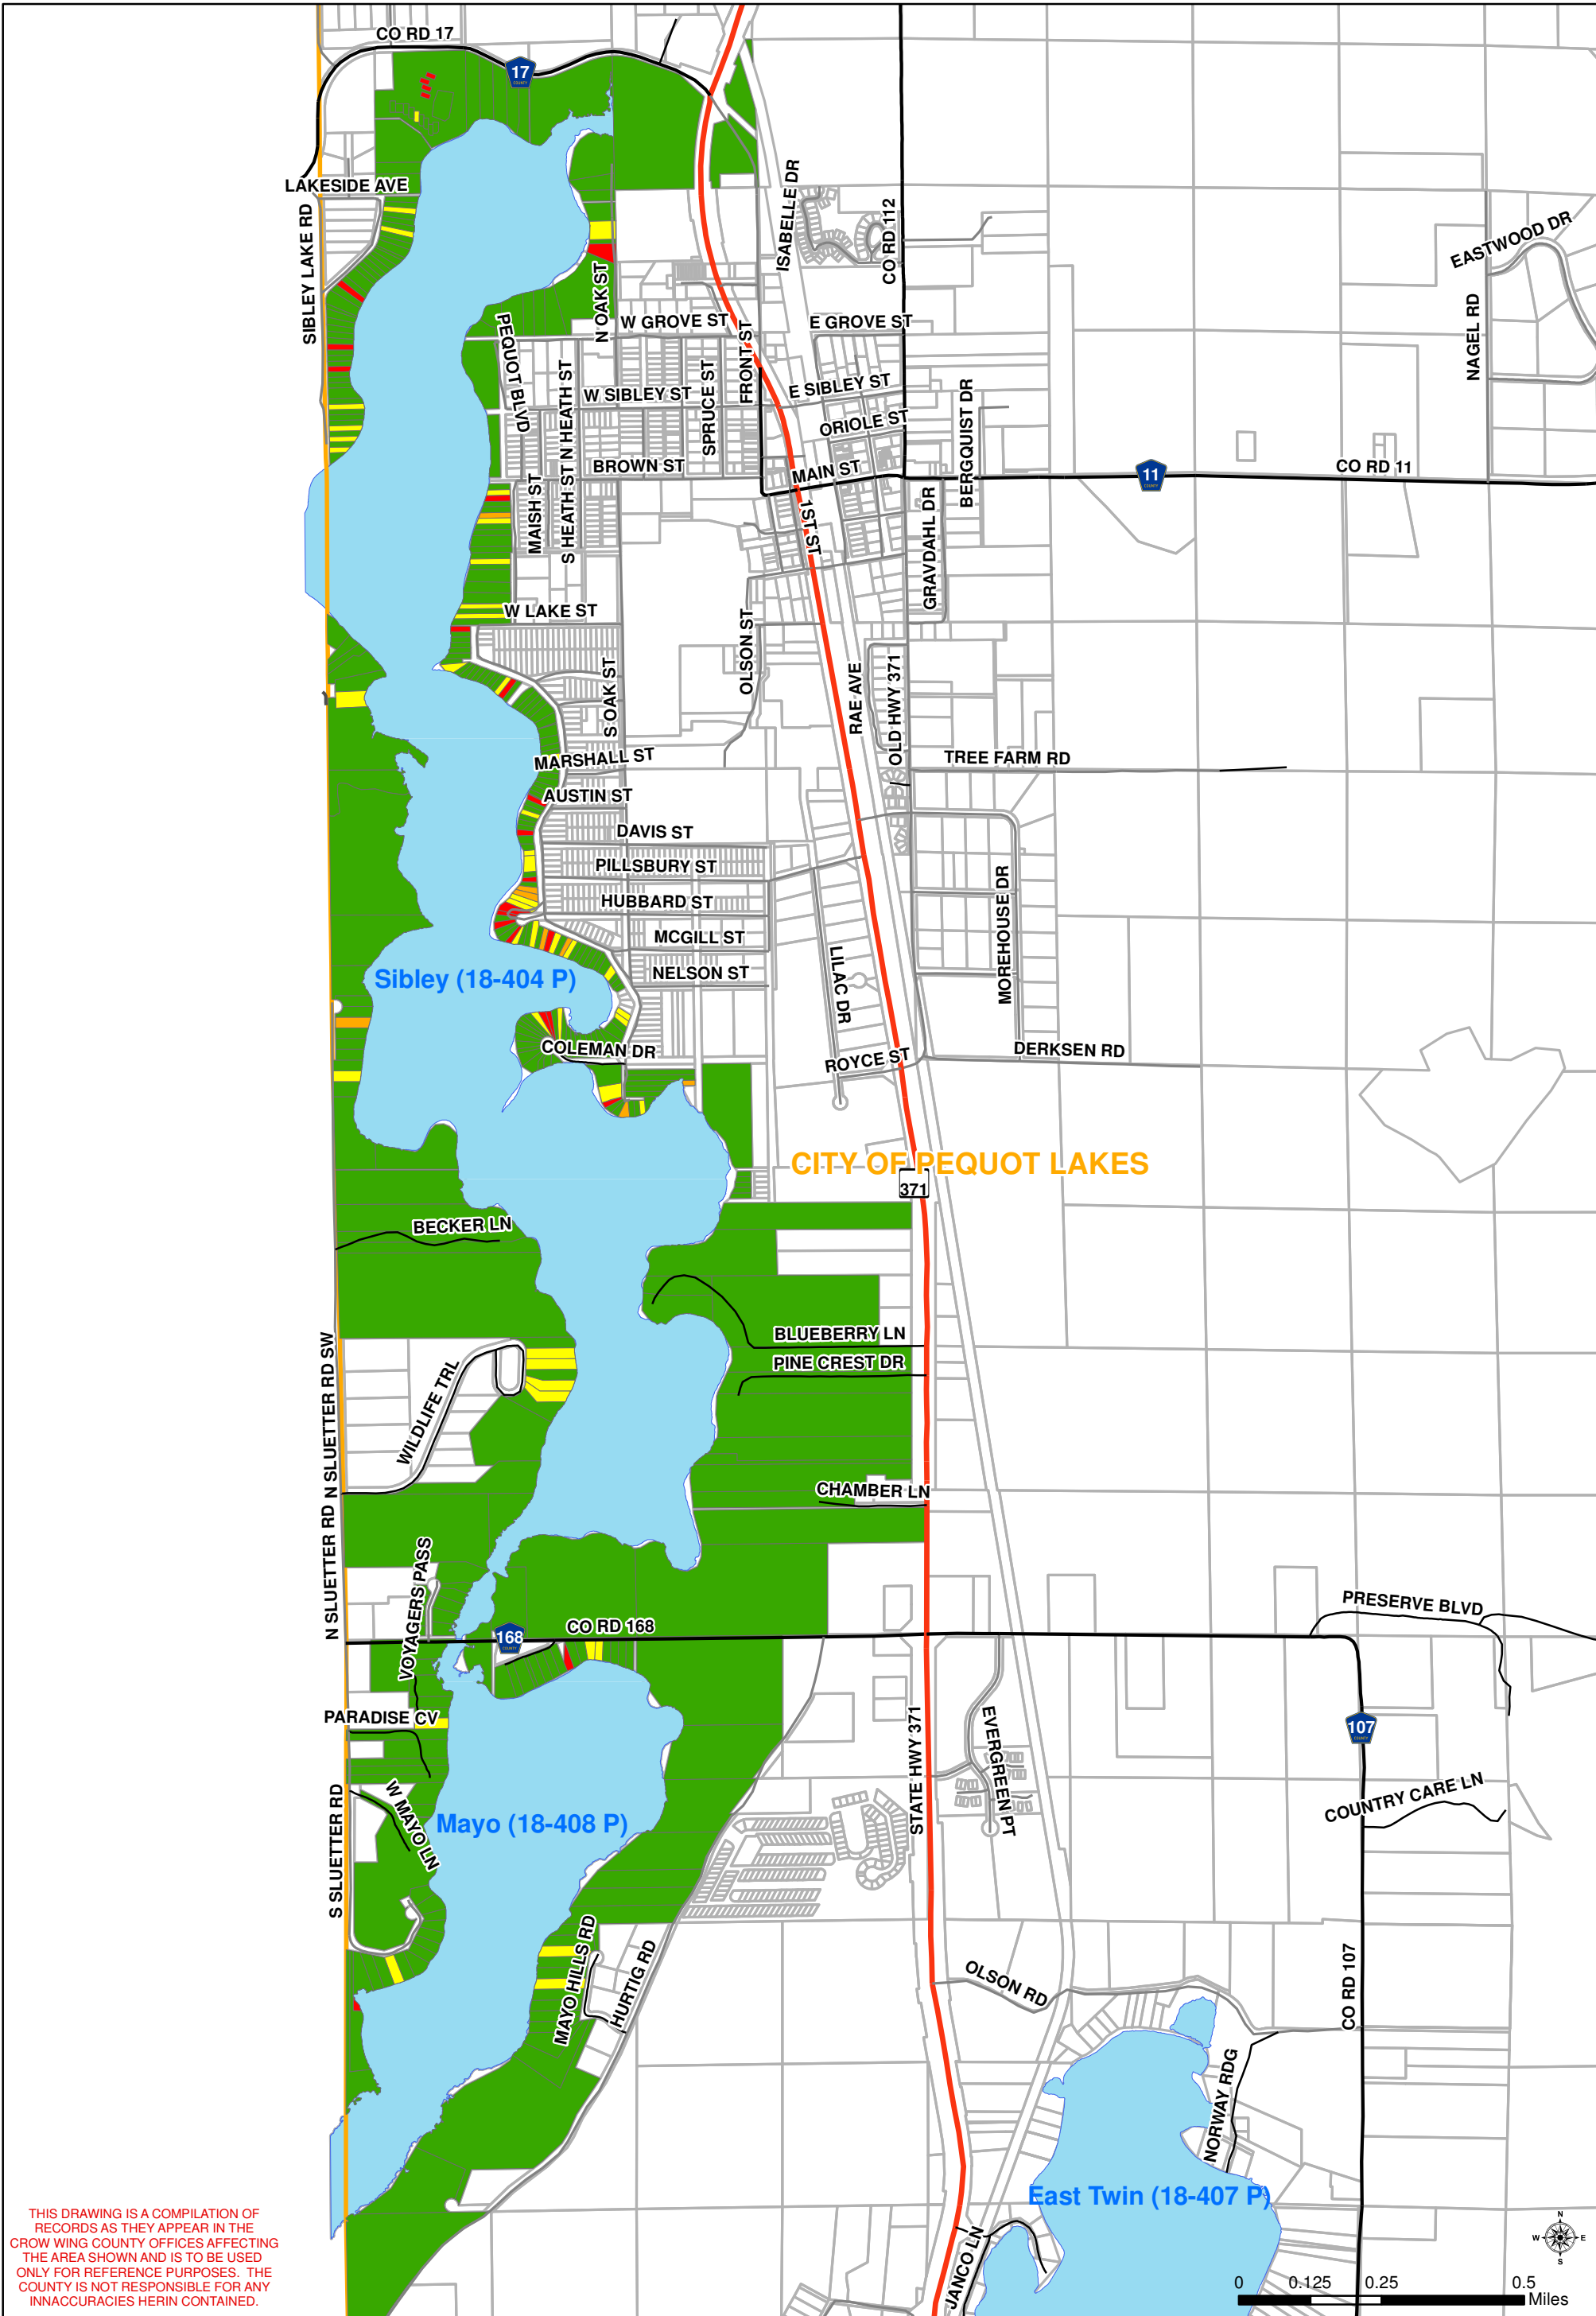 CO RD 17
17
COUNTY
LAKESIDE AVE
SIBLEY LAKE RD
ISABELLE DR
CO RD 112
EASTWOOD DR
NAGEL RD
N OAK ST
PEQUOT BLVD
W GROVE ST
E GROVE ST
FRONT ST
W SIBLEY ST
E SIBLEY ST
SPRUCE ST
ORIOLE ST
BERGQUIST DR
N HEATH ST
S HEATH ST
MAISH ST
BROWN ST
MAIN ST
11
COUNTY
CO RD 11
1ST ST
GRAVDAHL DR
W LAKE ST
OLSON ST
S OAK ST
RAE AVE
OLD HWY 371
MARSHALL ST
TREE FARM RD
AUSTIN ST
DAVIS ST
PILLSBURY ST
HUBBARD ST
MCGILL ST
NELSON ST
MOREHOUSE DR
LILAC DR
Sibley (18-404 P)
COLEMAN DR
ROYCE ST
DERKSEN RD
CITY OF PEQUOT LAKES
371
BECKER LN
BLUEBERRY LN
PINE CREST DR
N SLUETTER RD SW
WILDLIFE TRL
CHAMBER LN
N SLUETTER RD
VOYAGERS PASS
PRESERVE BLVD
CO RD 168
168
COUNTY
PARADISE CV
STATE HWY 371
EVERGREEN PT
107
COUNTY
COUNTRY CARE LN
W MAYO LN
Mayo (18-408 P)
S SLUETTER RD
MAYO HILLS RD
HURTIG RD
OLSON RD
CO RD 107
NORWAY RDG
East Twin (18-407 P)
JANCO LN
THIS DRAWING IS A COMPILATION OF
RECORDS AS THEY APPEAR IN THE
CROW WING COUNTY OFFICES AFFECTING
THE AREA SHOWN AND IS TO BE USED
ONLY FOR REFERENCE PURPOSES. THE
COUNTY IS NOT RESPONSIBLE FOR ANY
INNACCURACIES HERIN CONTAINED.
N
W E
S
0 0.125 0.25 0.5
Miles